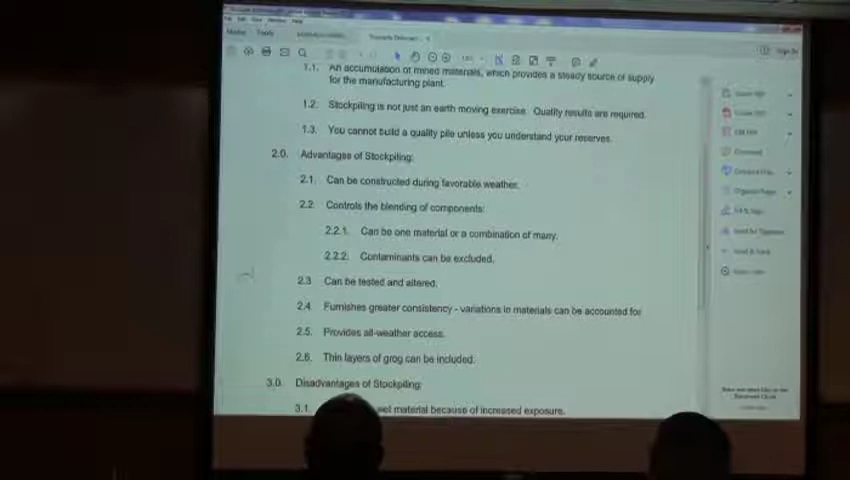 Home Tools
Sign In
1.1. An accumulation of mined materials, which provides a steady source of supply
for the manufacturing plant.
1.2. Stockpiling is not just an earth moving exercise. Quality results are required.
1.3. You cannot build a quality pile unless you understand your reserves.
2.0. Advantages of Stockpiling:
2.1. Can be constructed during favorable weather.
2.2. Controls the blending of components:
2.2.1. Can be one material or a combination of many.
2.2.2. Contaminants can be excluded.
2.3 Can be tested and altered.
2.4. Furnishes greater consistency - variations in materials can be accounted for
2.5. Provides all-weather access.
2.6. Thin layers of grog can be included.
3.0. Disadvantages of Stockpiling:
3.1. wet material because of increased exposure.